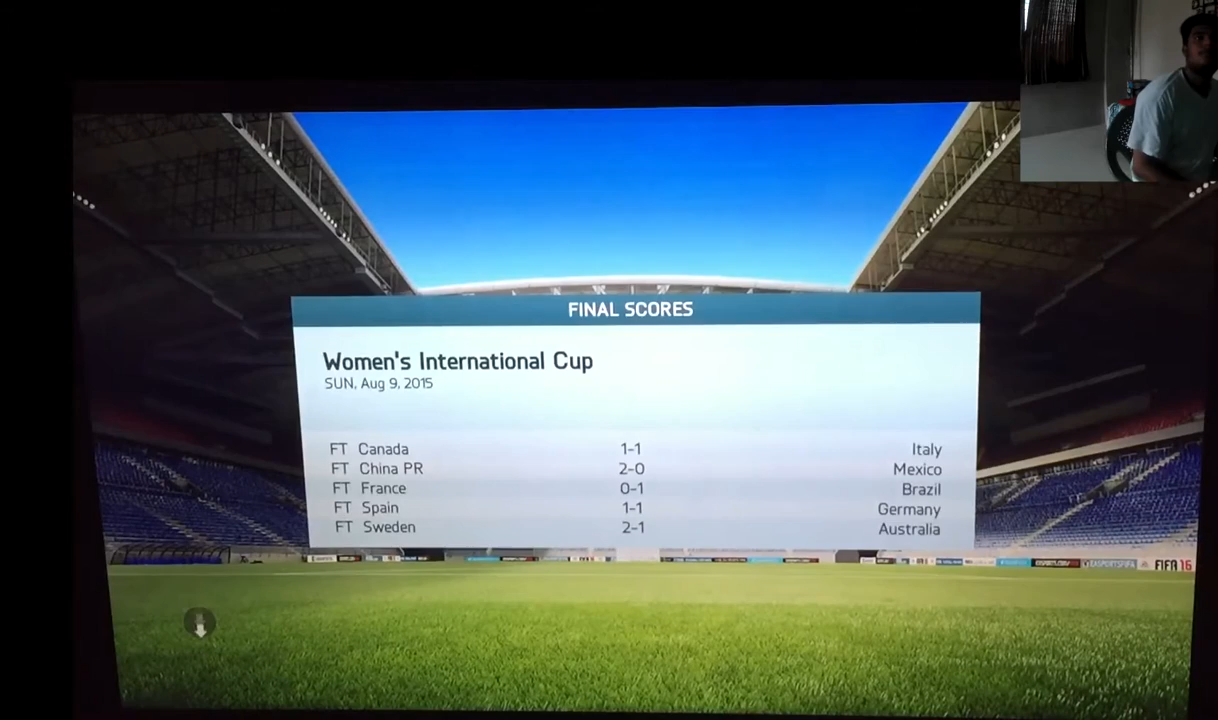 FINAL SCORES
Women's International Cup
SUN, Aug 9, 2015
FT Canada 1-1 Italy
FT China PR 2-0 Mexico
FT France 0-1 Brazil
FT Spain 1-1 Germany
FT Sweden 2-1 Australia
EASPORTSFIFA FIFA 16